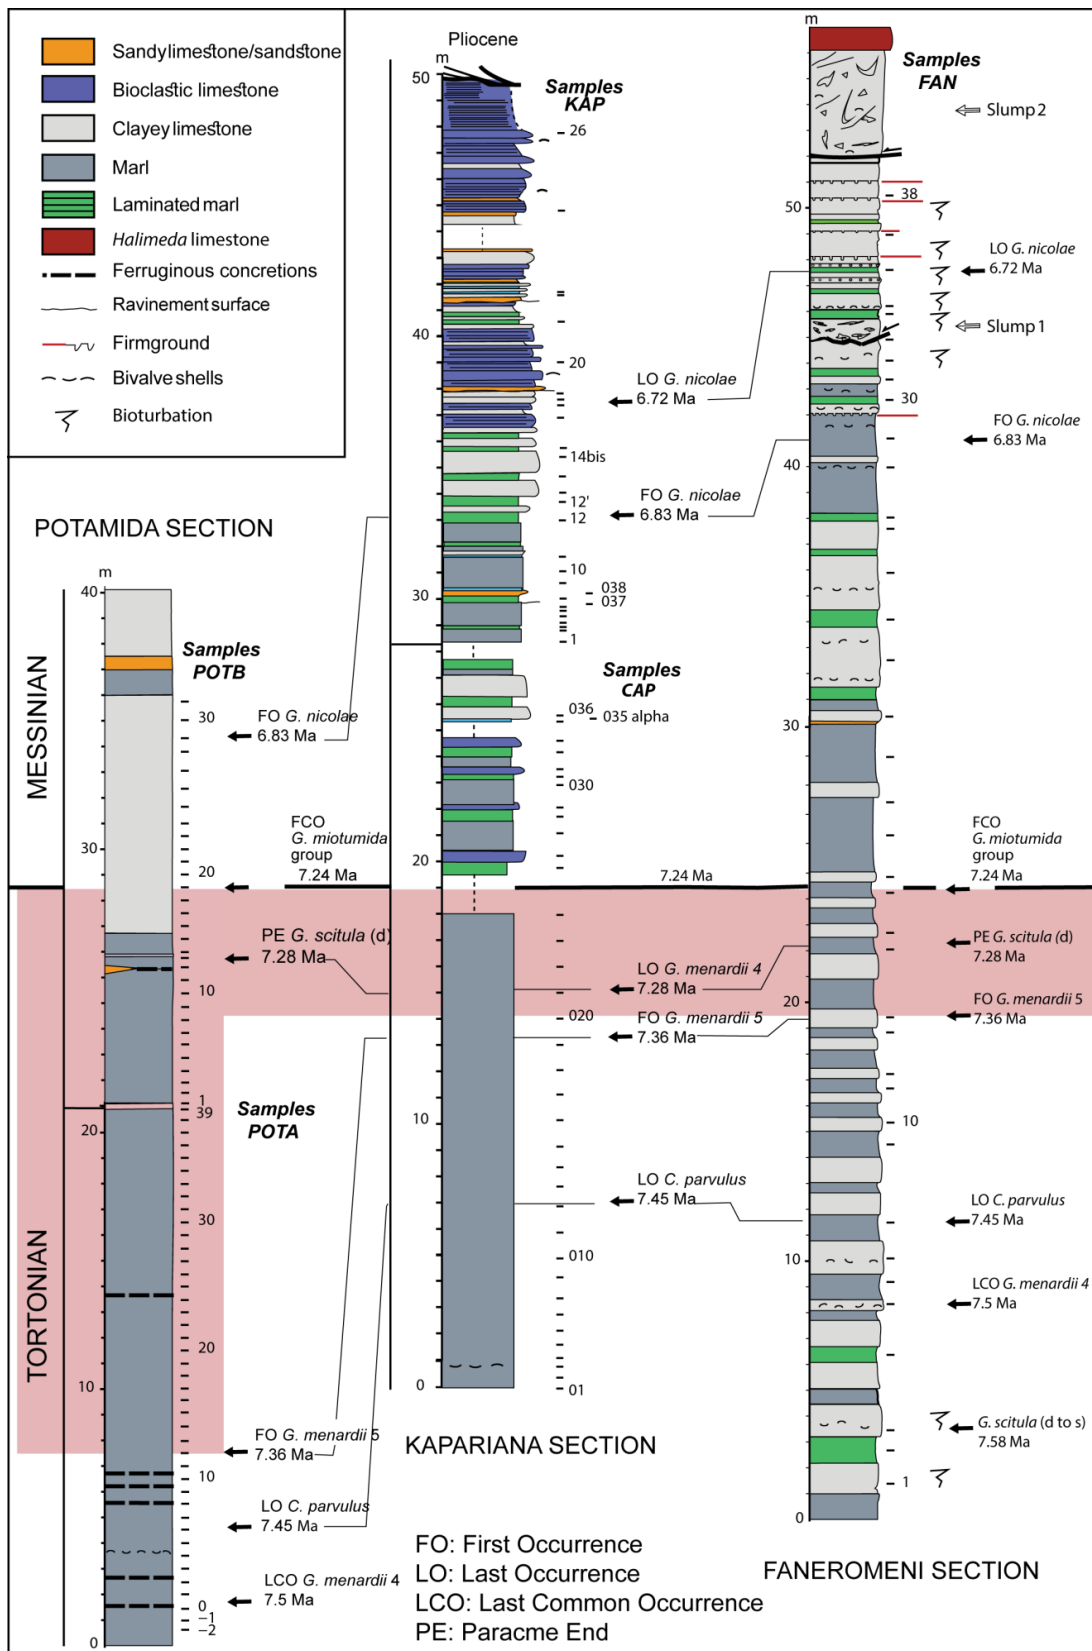 Sandy limestone/sandstone
Bioclastic limestone
Clayey limestone
Marl
Laminated marl
Halimeda limestone
Ferruginous concretions
Ravinement surface
Firmground
Bivalve shells
Bioturbation
POTAMIDA SECTION
m
40
30
20
10
0
MESSINIAN
TORTONIAN
Samples
POTB
30
20
10
1
39
Samples
POTA
30
20
10
0
−1
−2
FO G. nicolae
6.83 Ma
FCO
G. miotumida
group
7.24 Ma
PE G. scitula (d)
7.28 Ma
FO G. menardii 5
7.36 Ma
LO C. parvulus
7.45 Ma
LCO G. menardii 4
7.5 Ma
Pliocene
m
50
40
30
20
10
0
Samples
KAP
26
20
14bis
12'
12
10
038
037
1
Samples
CAP
036
035 alpha
030
020
010
01
LO G. nicolae
6.72 Ma
FO G. nicolae
6.83 Ma
7.24 Ma
LO G. menardii 4
7.28 Ma
FO G. menardii 5
7.36 Ma
LO C. parvulus
7.45 Ma
KAPARIANA SECTION
m
50
40
30
20
10
0
Samples
FAN
Slump 2
38
LO G. nicolae
6.72 Ma
Slump 1
30
FO G. nicolae
6.83 Ma
FCO
G. miotumida
group
7.24 Ma
PE G. scitula (d)
7.28 Ma
FO G. menardii 5
7.36 Ma
10
LO C. parvulus
7.45 Ma
LCO G. menardii 4
7.5 Ma
G. scitula (d to s)
7.58 Ma
1
FANEROMENI SECTION
FO: First Occurrence
LO: Last Occurrence
LCO: Last Common Occurrence
PE: Paracme End